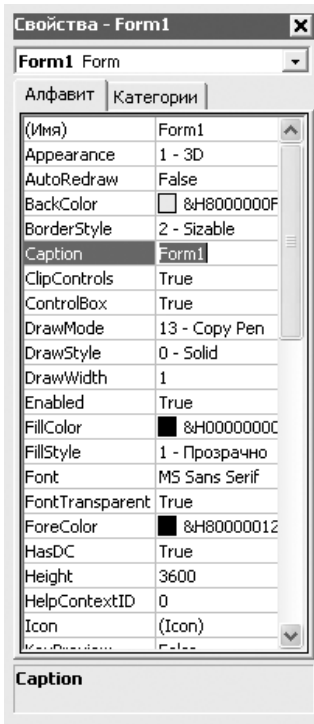 Свойства - Form1
Form1 Form
Алфавит Категории
(Имя) Form1
Appearance 1 - 3D
AutoRedraw False
BackColor &H8000000F
BorderStyle 2 - Sizable
Caption Form1
ClipControls True
ControlBox True
DrawMode 13 - Copy Pen
DrawStyle 0 - Solid
DrawWidth 1
Enabled True
FillColor &H0000000C
FillStyle 1 - Прозрачно
Font MS Sans Serif
FontTransparent True
ForeColor &H80000012
HasDC True
Height 3600
HelpContextID 0
Icon (Icon)
Caption